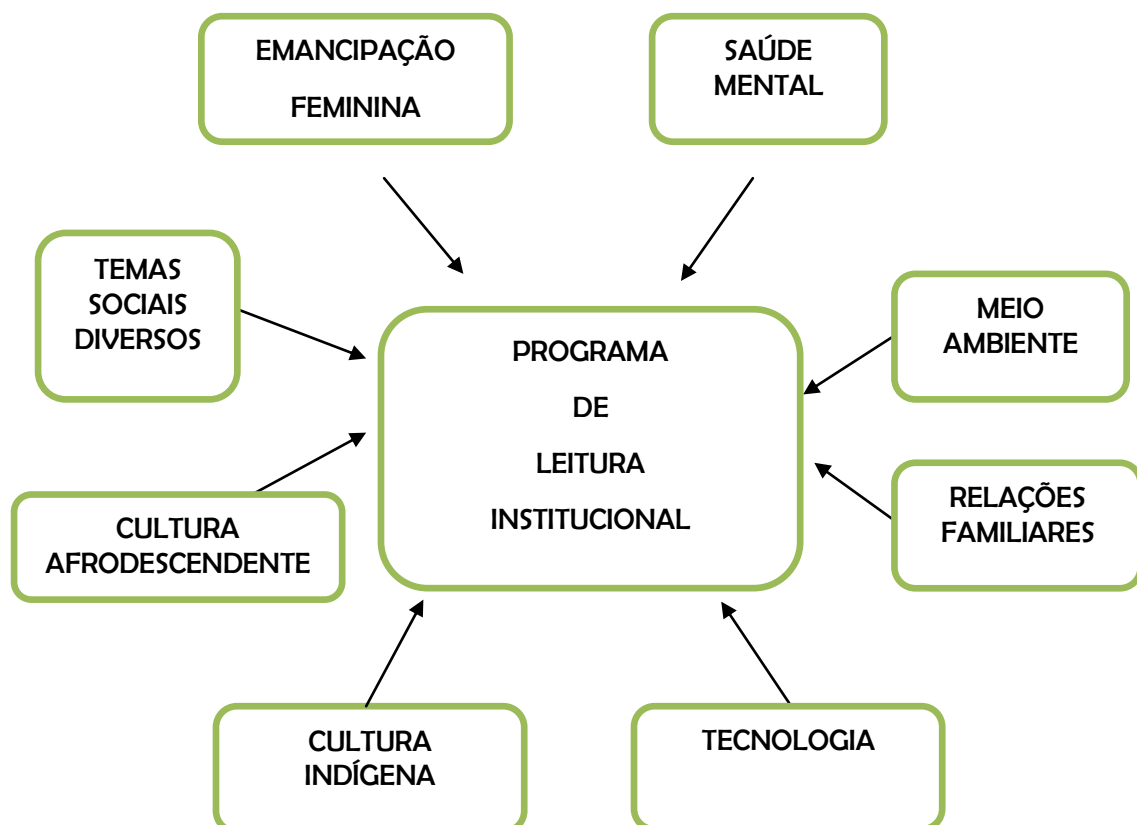 EMANCIPAÇÃO
FEMININA
SAÚDE
MENTAL
TEMAS
SOCIAIS
DIVERSOS
MEIO
AMBIENTE
PROGRAMA
DE
LEITURA
INSTITUCIONAL
CULTURA
AFRODESCENDENTE
RELAÇÕES
FAMILIARES
CULTURA
INDÍGENA
TECNOLOGIA